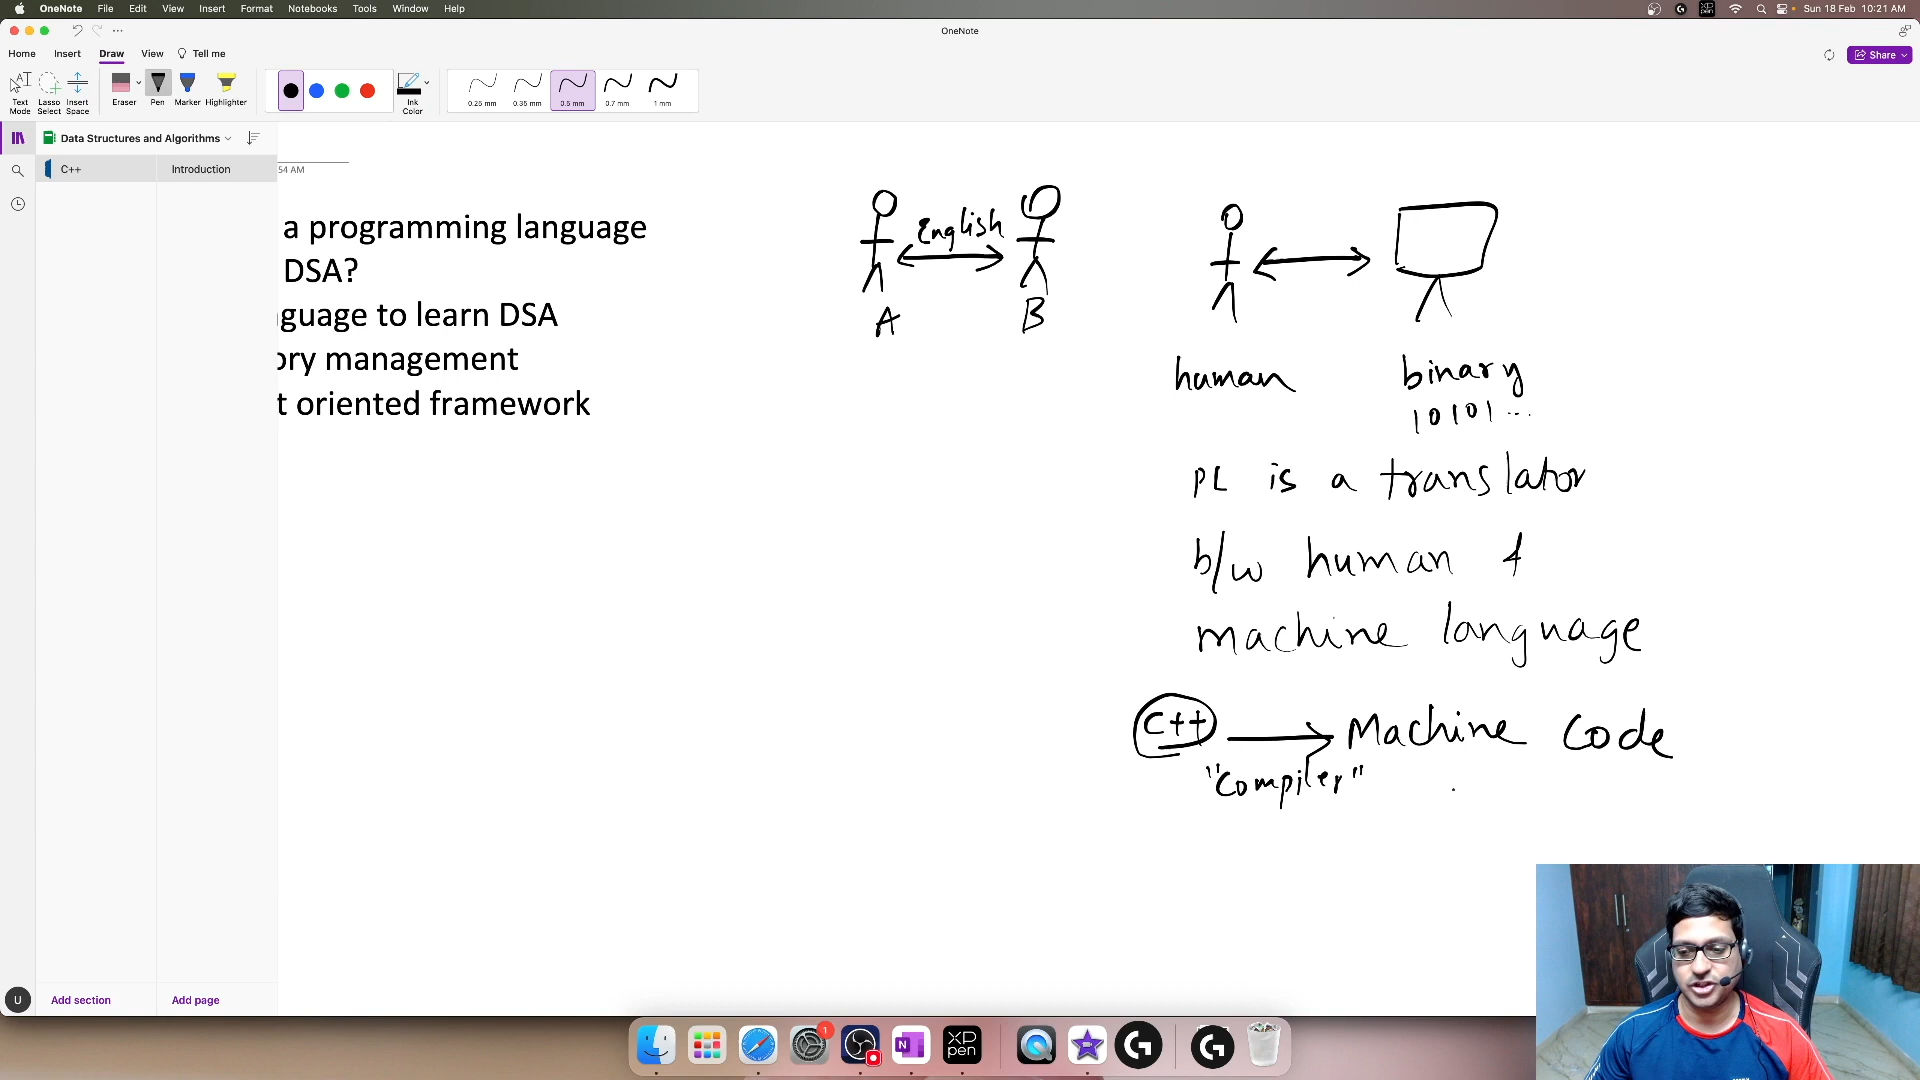 OneNote File Edit View Insert Format Notebooks Tools Window Help
Sun 18 Feb 10:21 AM
OneNote
Home Insert Draw View Tell me
Share
Text Mode
Lasso Select
Insert Space
Eraser
Pen
Marker
Highlighter
Ink Color
0.25 mm
0.35 mm
0.5 mm
0.7 mm
1 mm
Data Structures and Algorithms
C++
Introduction
54 AM
a programming language
DSA?
guage to learn DSA
ory management
t oriented framework
English
A
B
human
binary
10101...
PL is a translator
b/w human &
machine language
C++ Machine Code
"Compiler"
U
Add section
Add page
1
N
XP pen